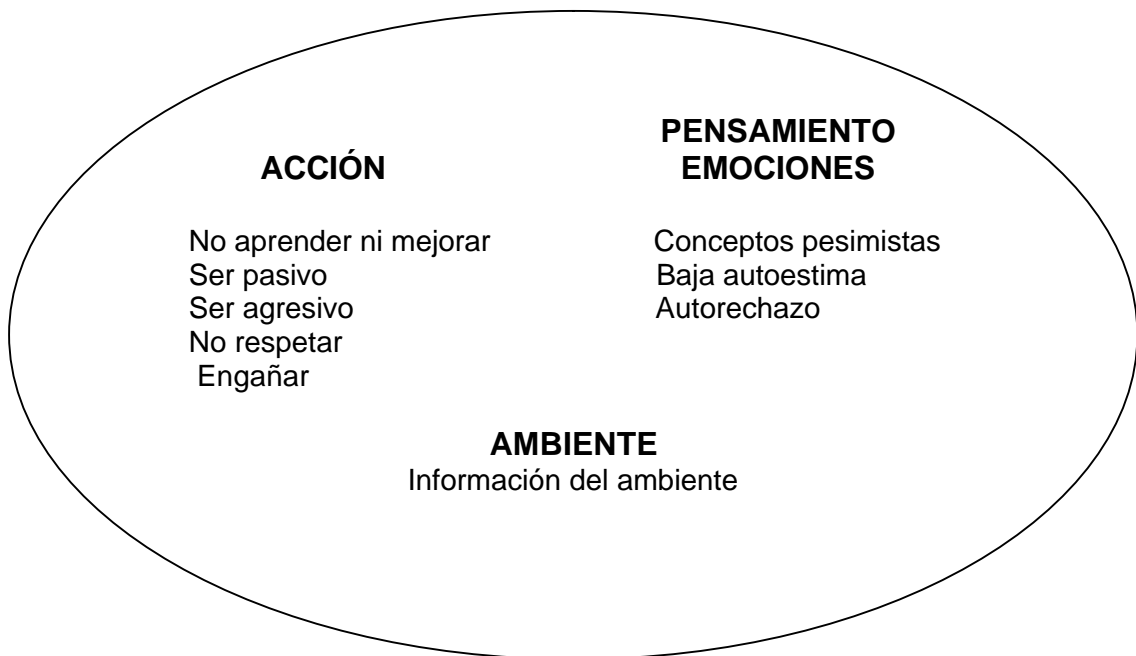 ACCIÓN
No aprender ni mejorar
Ser pasivo
Ser agresivo
No respetar
Engañar
PENSAMIENTO
EMOCIONES
Conceptos pesimistas
Baja autoestima
Autorechazo
AMBIENTE
Información del ambiente